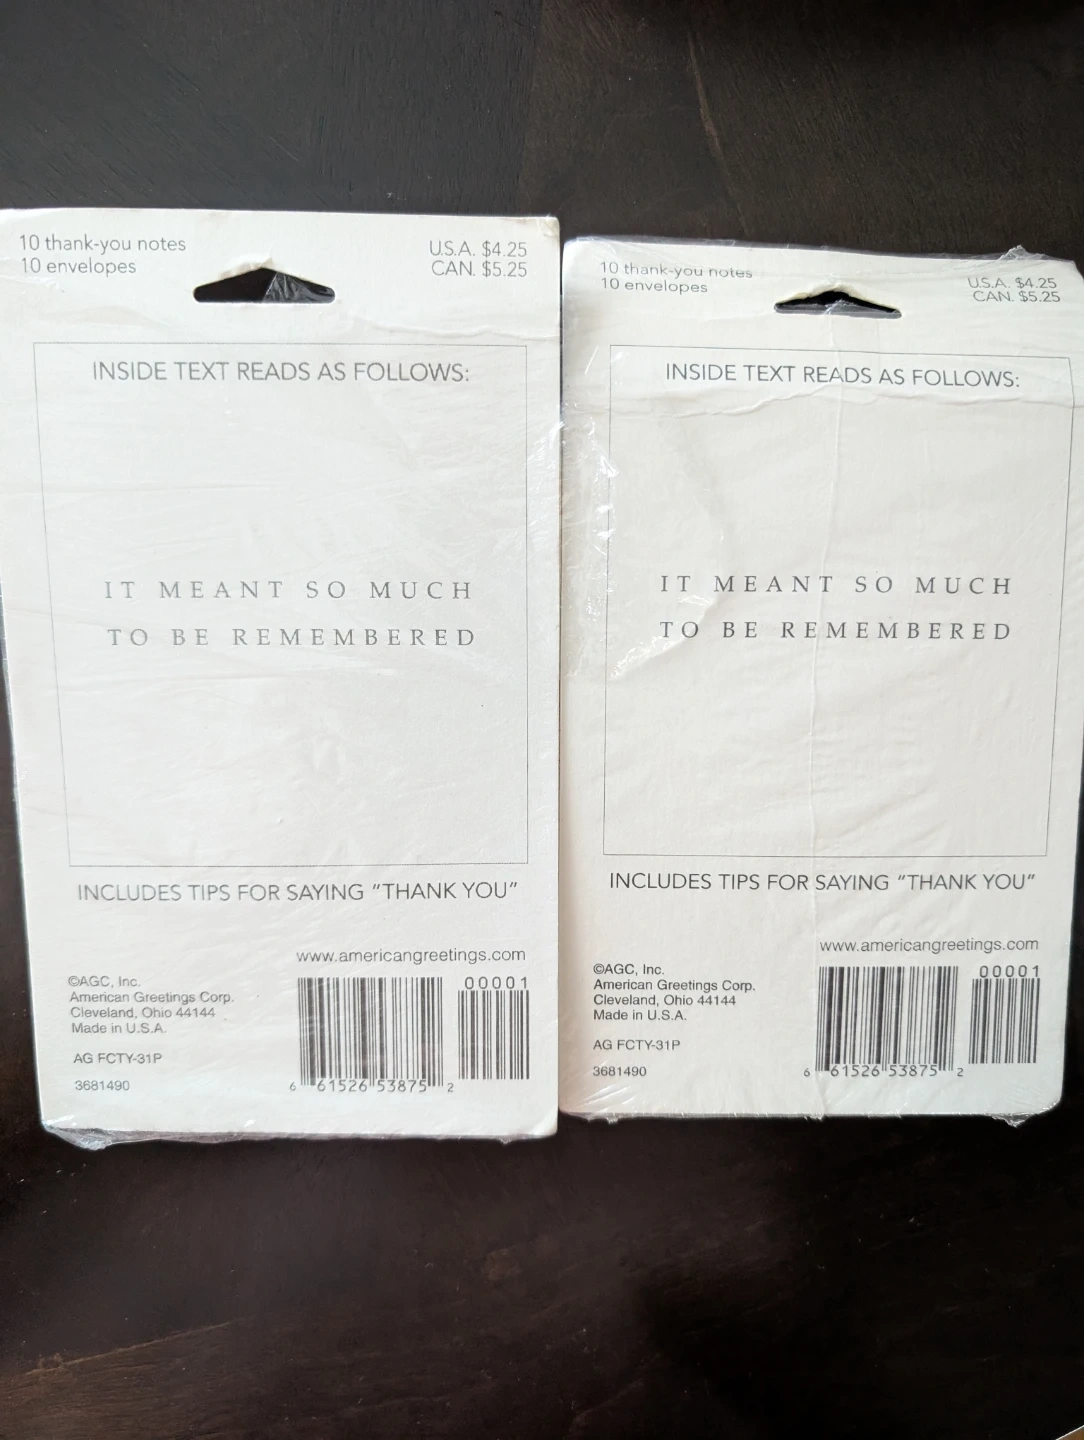 10 thank-you notes
10 envelopes
U.S.A. $4.25
CAN. $5.25
INSIDE TEXT READS AS FOLLOWS:
IT MEANT SO MUCH
TO BE REMEMBERED
INCLUDES TIPS FOR SAYING "THANK YOU"
www.americangreetings.com
©AGC, Inc.
American Greetings Corp.
Cleveland, Ohio 44144
Made in U.S.A.
AG FCTY-31P
3681490
00001
6 61526 53875 2
10 thank-you notes
10 envelopes
U.S.A. $4.25
CAN. $5.25
INSIDE TEXT READS AS FOLLOWS:
IT MEANT SO MUCH
TO BE REMEMBERED
INCLUDES TIPS FOR SAYING "THANK YOU"
www.americangreetings.com
©AGC, Inc.
American Greetings Corp.
Cleveland, Ohio 44144
Made in U.S.A.
AG FCTY-31P
3681490
00001
6 61526 53875 2